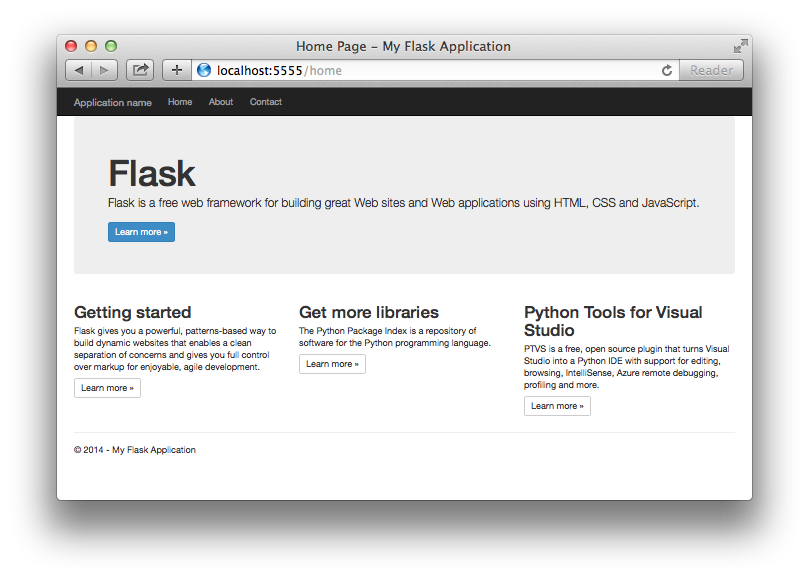 Home Page – My Flask Application
localhost:5555/home
Reader
Application name Home About Contact
Flask
Flask is a free web framework for building great Web sites and Web applications using HTML, CSS and JavaScript.
Learn more »
Getting started
Flask gives you a powerful, patterns-based way to
build dynamic websites that enables a clean
separation of concerns and gives you full control
over markup for enjoyable, agile development.
Learn more »
Get more libraries
The Python Package Index is a repository of
software for the Python programming language.
Learn more »
Python Tools for Visual
Studio
PTVS is a free, open source plugin that turns Visual
Studio into a Python IDE with support for editing,
browsing, IntelliSense, Azure remote debugging,
profiling and more.
Learn more »
© 2014 - My Flask Application